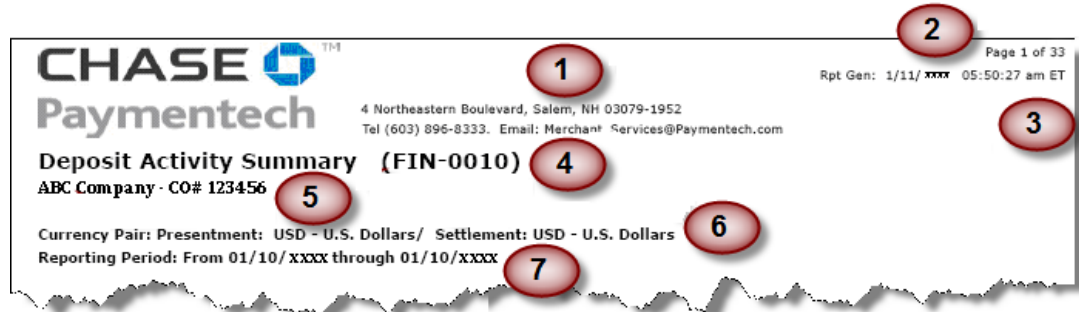 2
CHASE TM
1
Page 1 of 33
Rpt Gen: 1/11/xxxx 05:50:27 am ET
Paymentech
4 Northeastern Boulevard, Salem, NH 03079-1952
3
Tel (603) 896-8333. Email: Merchant_Services@Paymentech.com
Deposit Activity Summary (FIN-0010)
4
ABC Company - CO# 123456
5
Currency Pair: Presentment: USD - U.S. Dollars/ Settlement: USD - U.S. Dollars
6
Reporting Period: From 01/10/xxxx through 01/10/xxxx
7